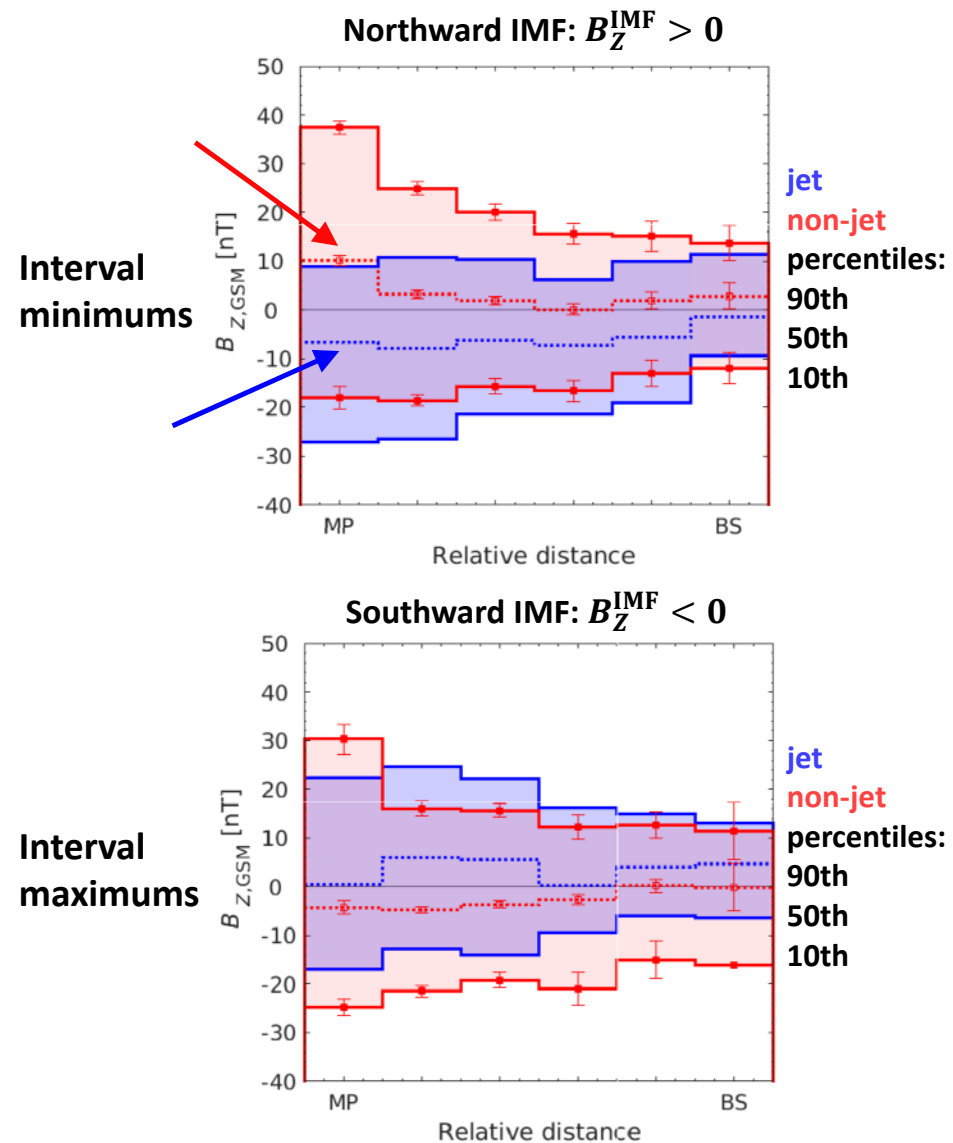 Northward IMF: B_Z^IMF > 0
50
40
30
20
10
0
-10
-20
-30
-40
B Z,GSM [nT]
MP
BS
Relative distance
Interval
minimums
jet
non-jet
percentiles:
90th
50th
10th
Southward IMF: B_Z^IMF < 0
50
40
30
20
10
0
-10
-20
-30
-40
B Z,GSM [nT]
MP
BS
Relative distance
Interval
maximums
jet
non-jet
percentiles:
90th
50th
10th